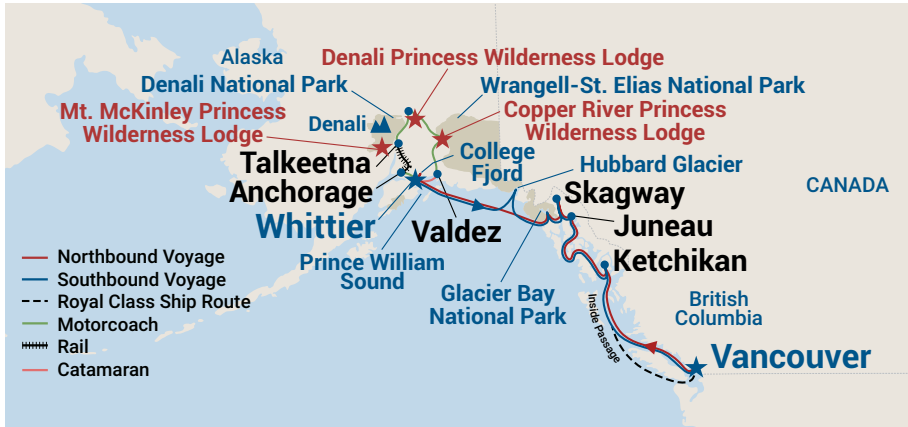 Alaska
Denali Princess Wilderness Lodge
Denali National Park
Wrangell-St. Elias National Park
Mt. McKinley Princess
Wilderness Lodge
Denali
Copper River Princess
Wilderness Lodge
Talkeetna
College
Fjord
Hubbard Glacier
Anchorage
Skagway
CANADA
Whittier
Valdez
Juneau
Prince William
Sound
Ketchikan
Glacier Bay
National Park
British
Columbia
Inside Passage
Vancouver
Northbound Voyage
Southbound Voyage
Royal Class Ship Route
Motorcoach
Rail
Catamaran